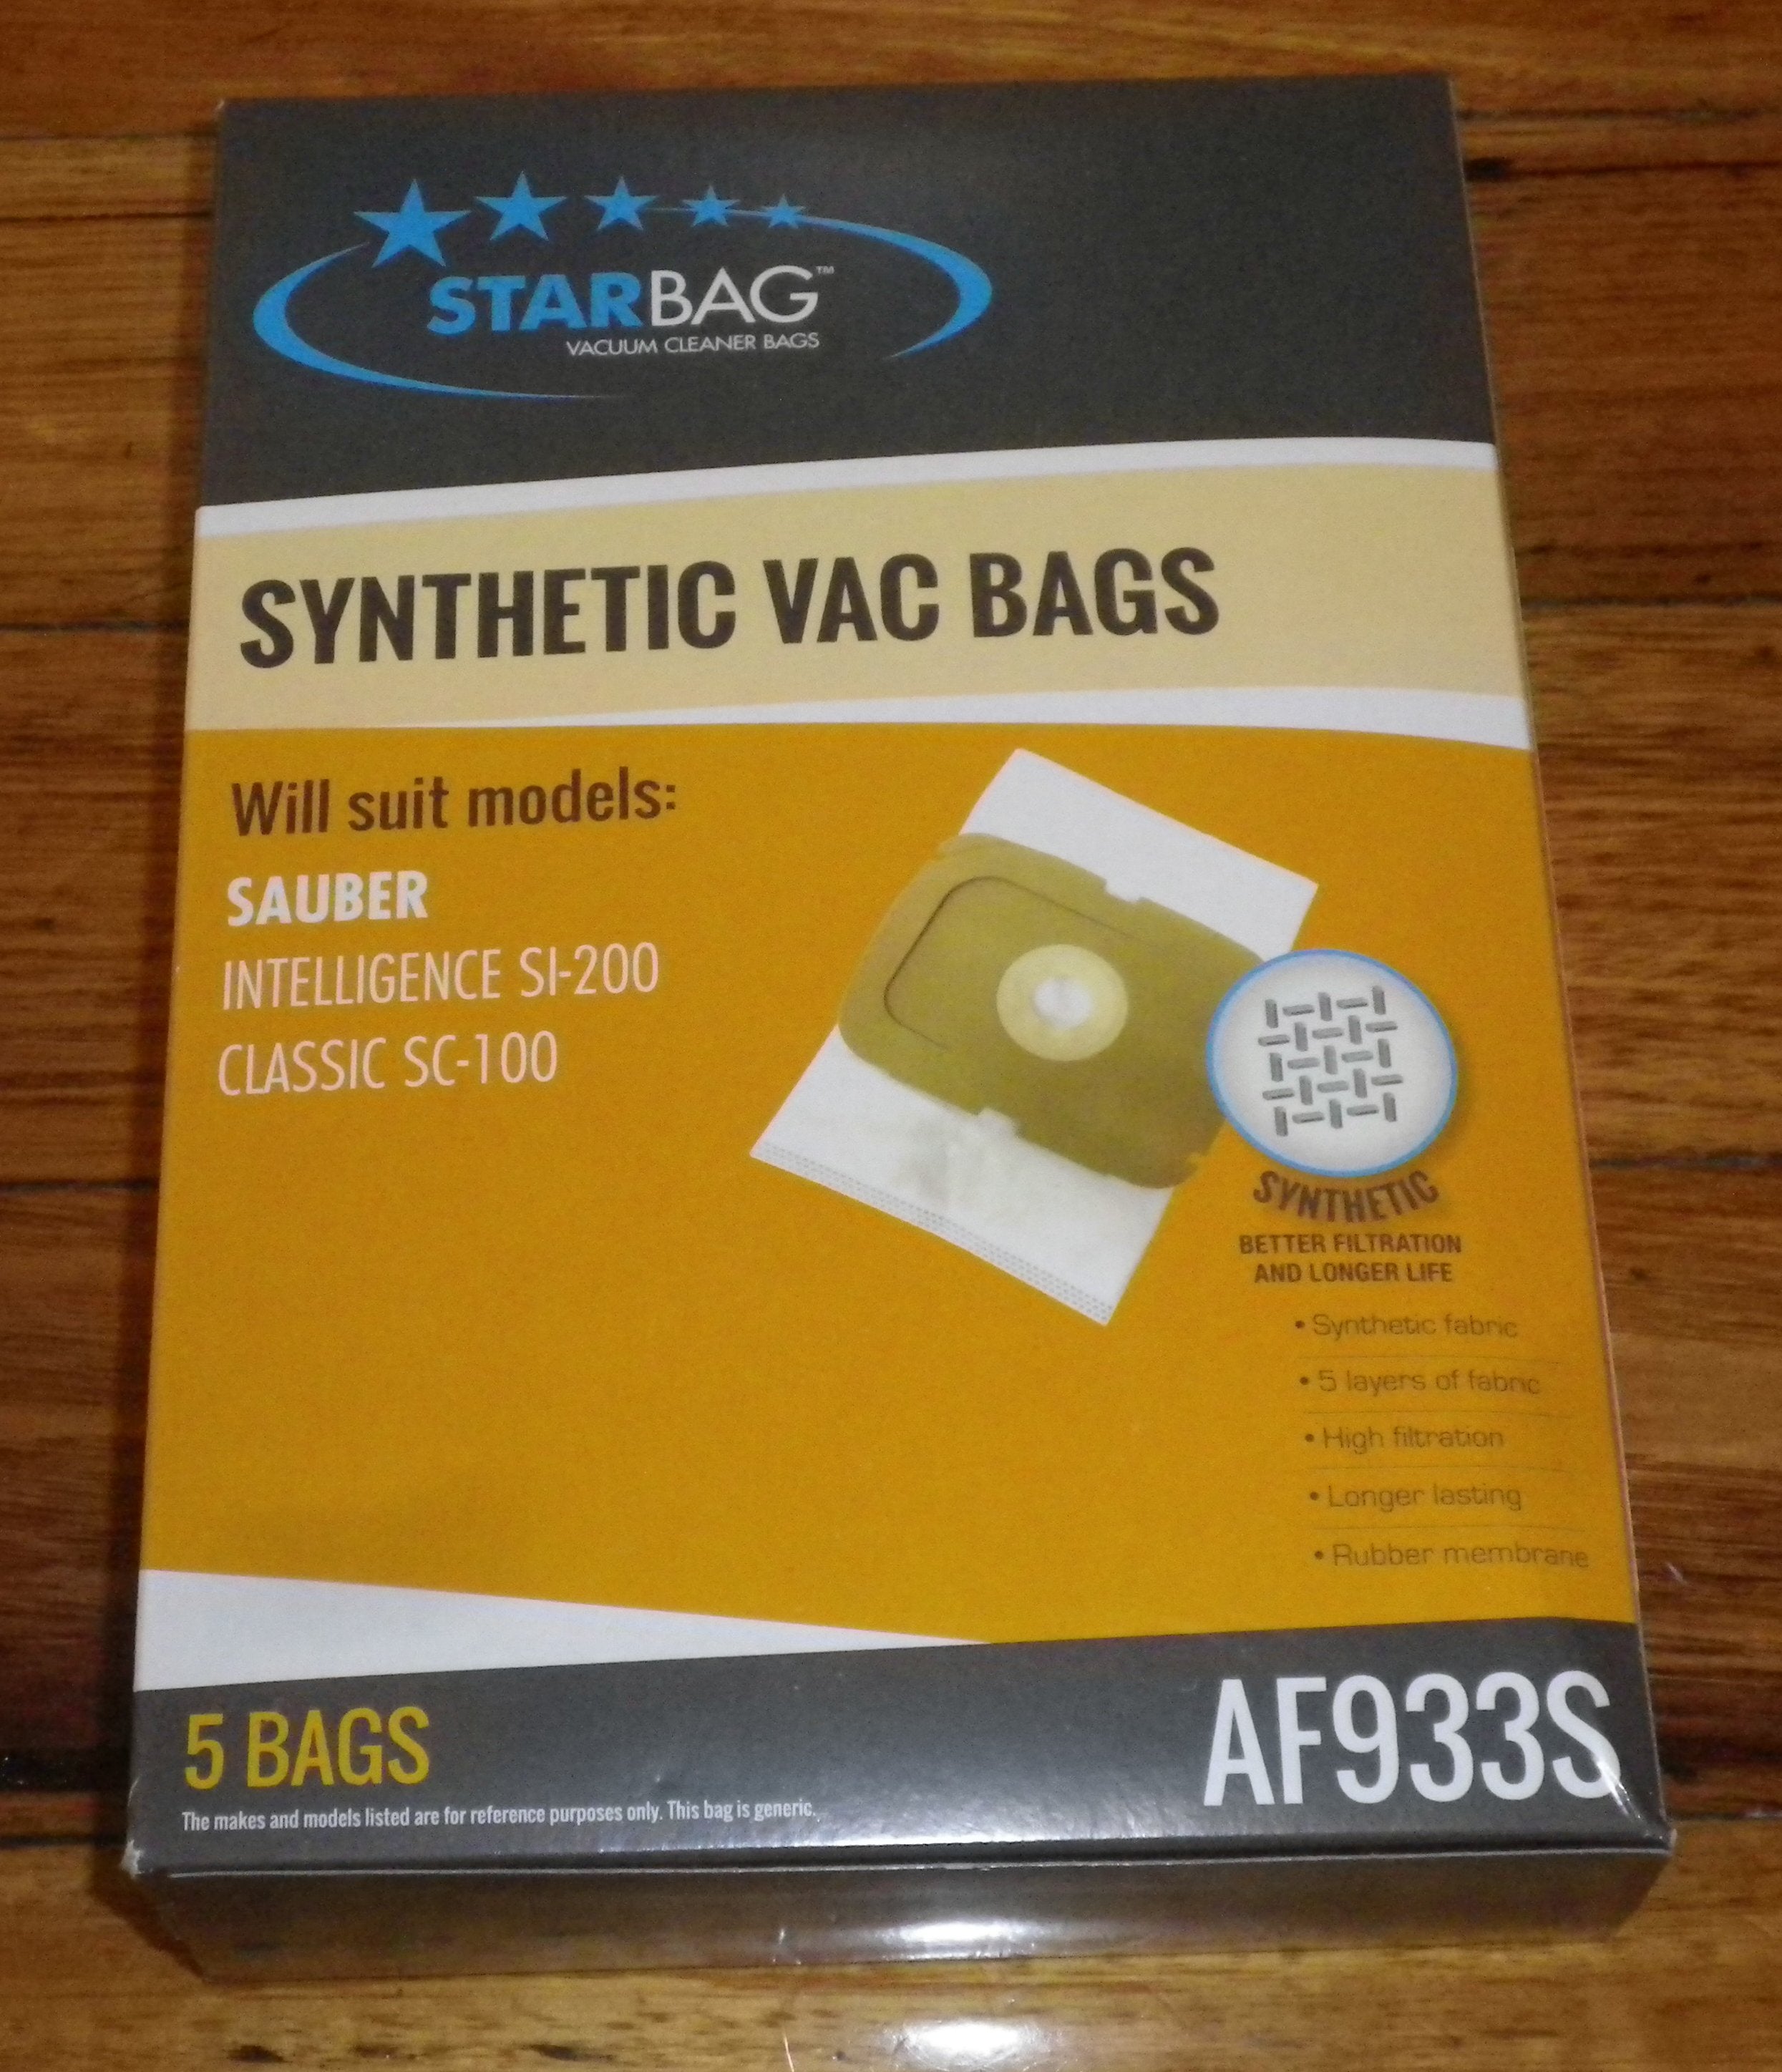 STARBAG™
VACUUM CLEANER BAGS
SYNTHETIC VAC BAGS
Will suit models:
SAUBER
INTELLIGENCE SI-200
CLASSIC SC-100
SYNTHETIC
BETTER FILTRATION
AND LONGER LIFE
• Synthetic fabric
• 5 layers of fabric
• High filtration
• Longer lasting
• Rubber membrane
5 BAGS
AF933S
The makes and models listed are for reference purposes only. This bag is generic.